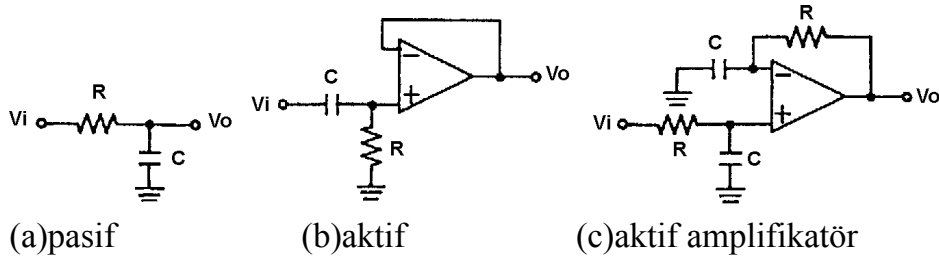 R
C
Vi
Vo
R
C
Vi
−
+
Vo
R
C
R
C
Vi
−
+
Vo
R
C
(a)pasif
(b)aktif
(c)aktif amplifikatör